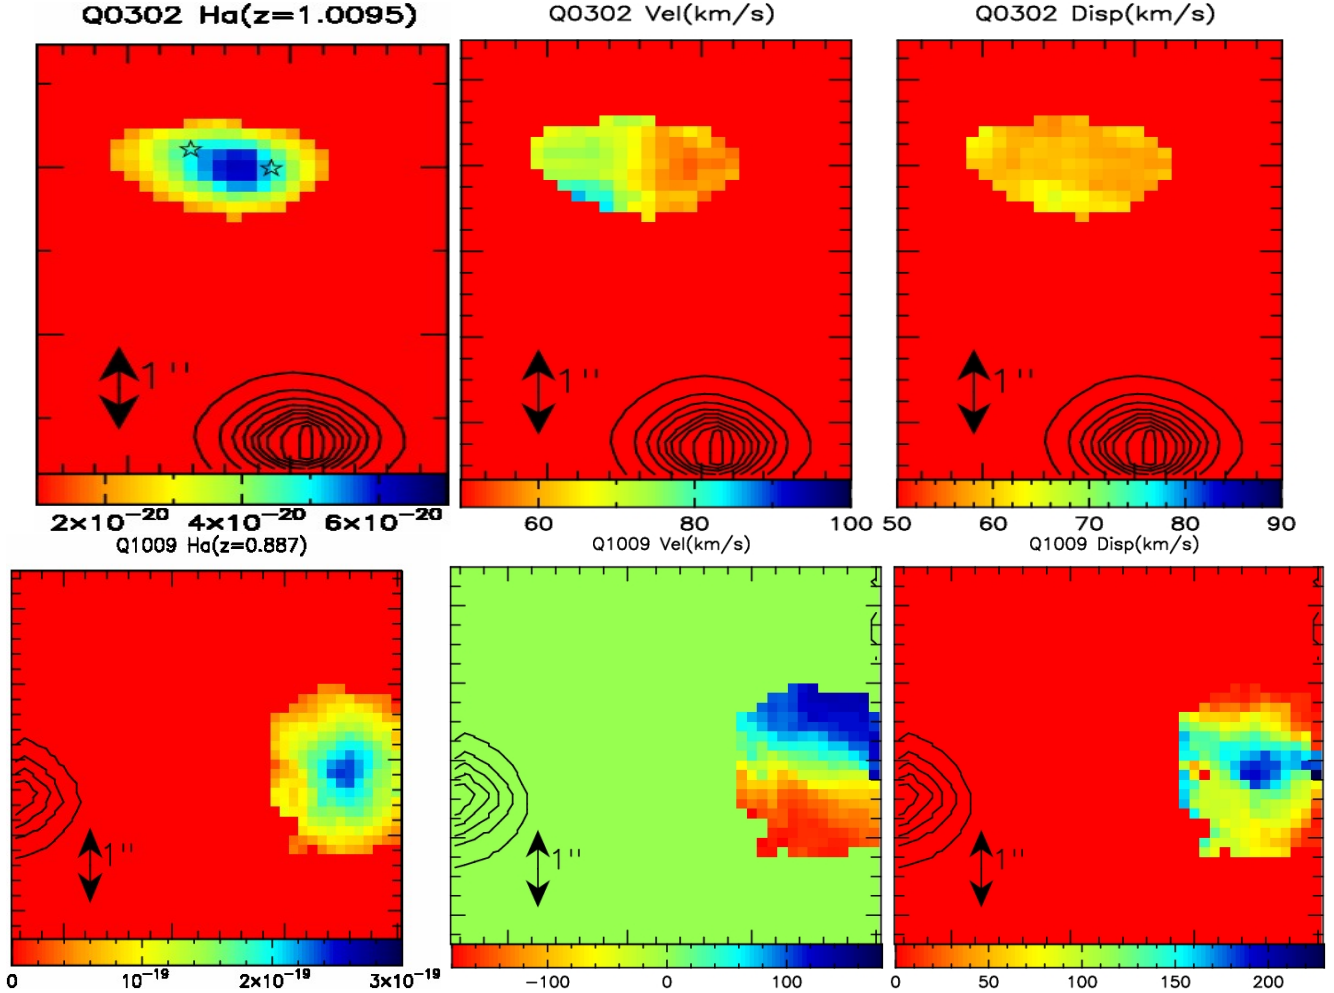 Q0302 Ha(z=1.0095)
Q0302 Vel(km/s)
Q0302 Disp(km/s)
1"
1"
1"
2×10⁻²⁰ 4×10⁻²⁰ 6×10⁻²⁰
60 80 100
50 60 70 80 90
Q1009 Ha(z=0.887)
Q1009 Vel(km/s)
Q1009 Disp(km/s)
1"
1"
1"
0 10⁻¹⁹ 2×10⁻¹⁹ 3×10⁻¹⁹
-100 0 100
0 50 100 150 200